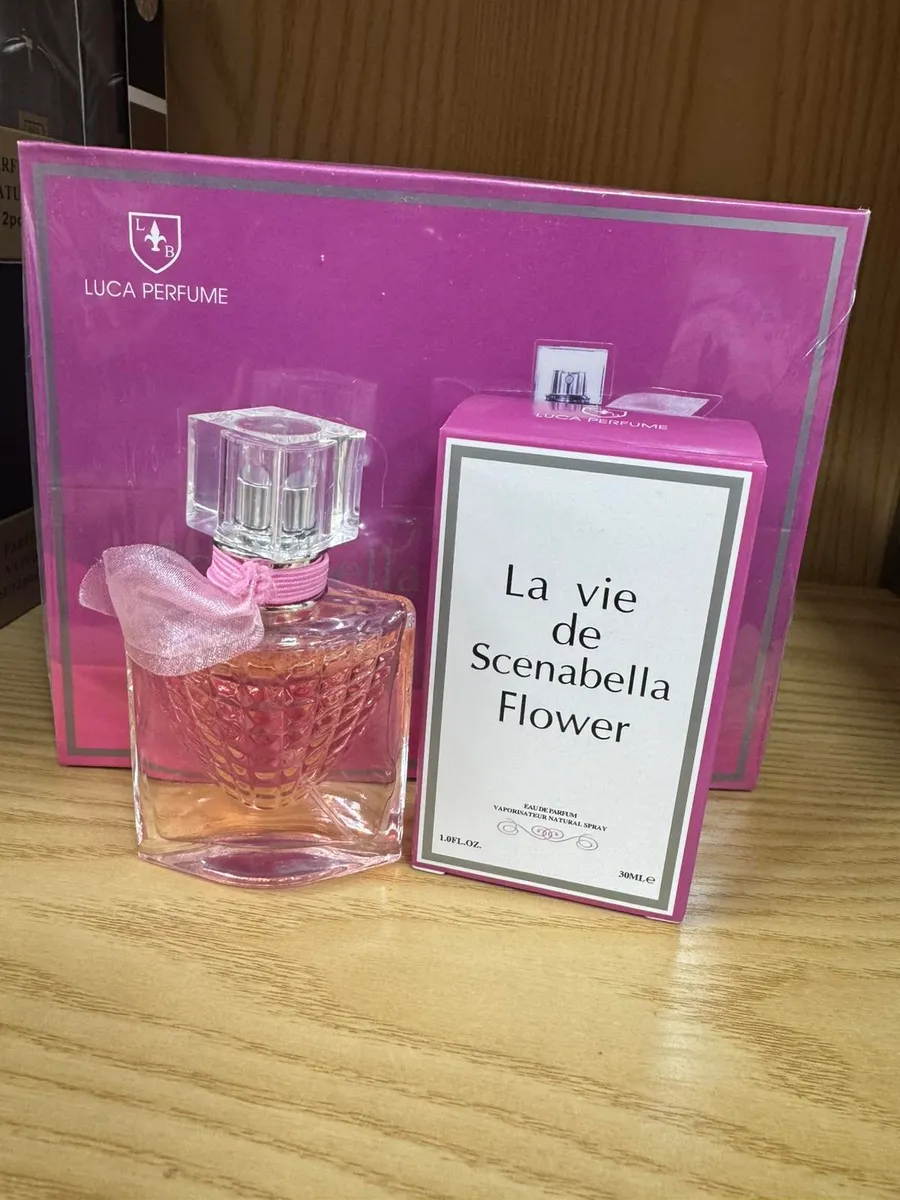 L
B
LUCA PERFUME
LUCA PERFUME
La vie
de
Scenabella
Flower
EAU DE PARFUM
VAPORISATEUR NATURAL SPRAY
1.0FL.OZ.
30ML℮